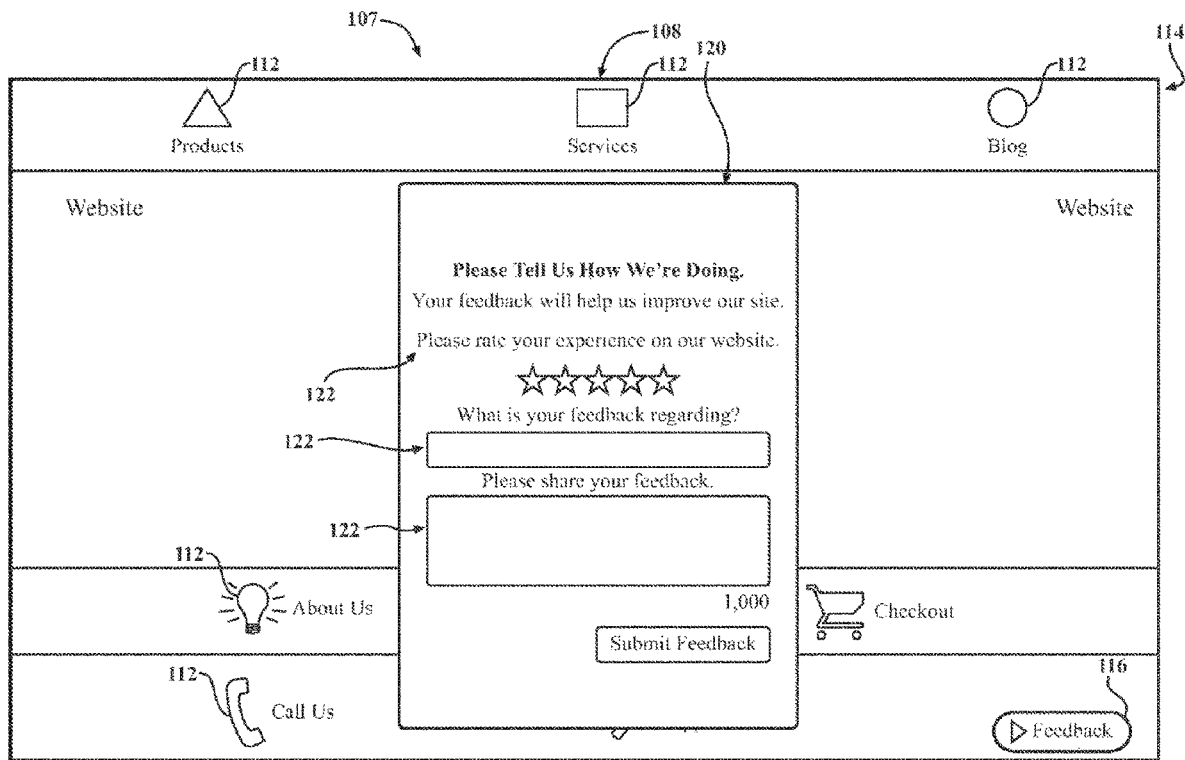 107
108
114
120
112
112
112
Products
Services
Blog
Website
Website
Please Tell Us How We're Doing.
Your feedback will help us improve our site.
Please rate your experience on our website.
122
What is your feedback regarding?
122
Please share your feedback.
122
112
About Us
1,000
Checkout
Submit Feedback
112
116
Call Us
Feedback